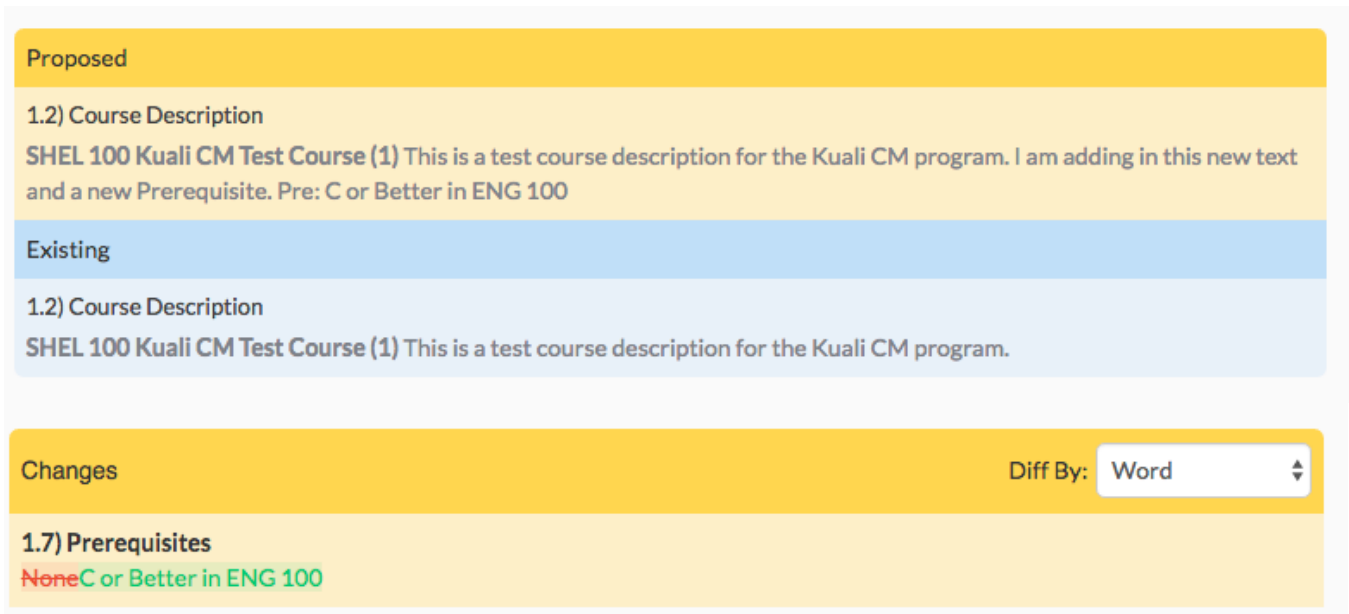 Proposed
1.2) Course Description
SHEL 100 Kuali CM Test Course (1) This is a test course description for the Kuali CM program. I am adding in this new text
and a new Prerequisite. Pre: C or Better in ENG 100
Existing
1.2) Course Description
SHEL 100 Kuali CM Test Course (1) This is a test course description for the Kuali CM program.
Changes Diff By: Word
1.7) Prerequisites
NoneC or Better in ENG 100